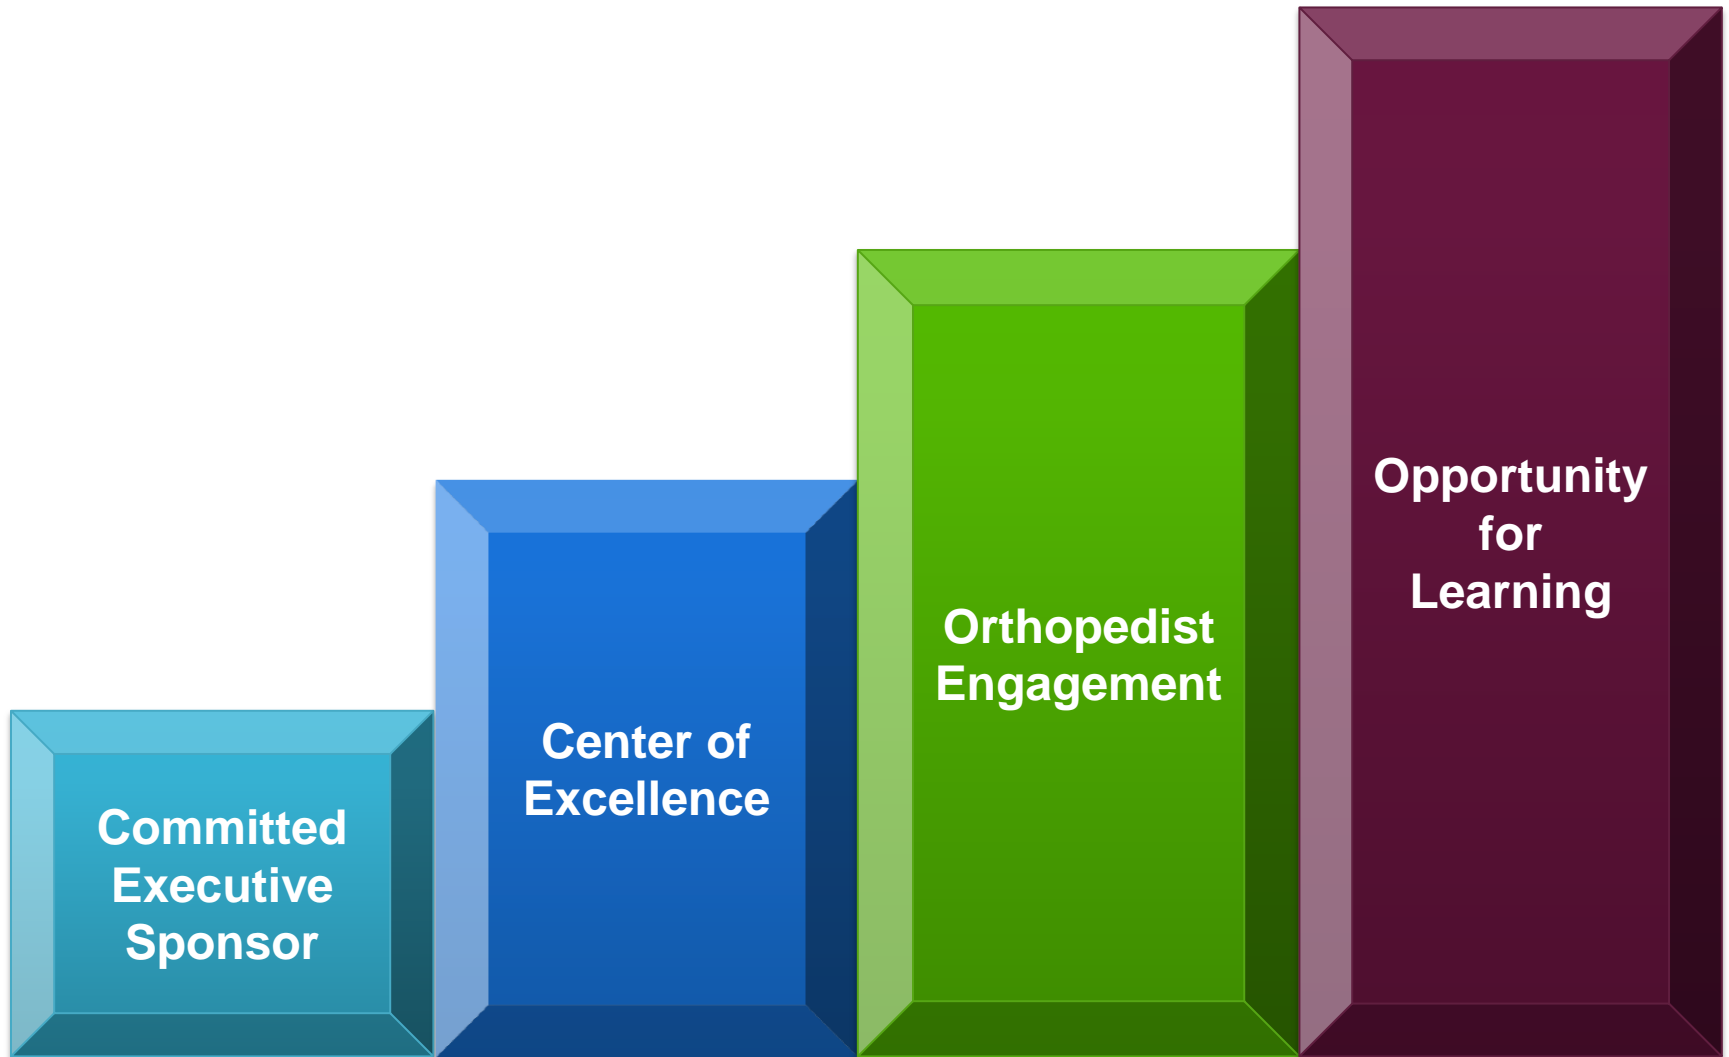 Committed
Executive
Sponsor
Center of
Excellence
Orthopedist
Engagement
Opportunity
for
Learning